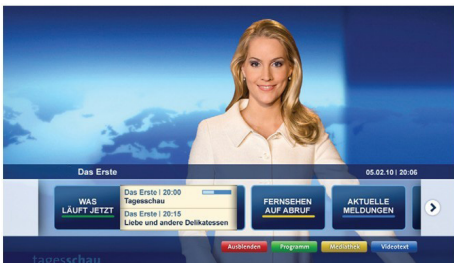 Das Erste
05.02.10 | 20:06
WAS
LÄUFT JETZT
Das Erste | 20:00
Tagesschau
Das Erste | 20:15
Liebe und andere Delikatessen
FERNSEHEN
AUF ABRUF
AKTUELLE
MELDUNGEN
Ausblenden
Programm
Mediathek
Videotext
tagesschau